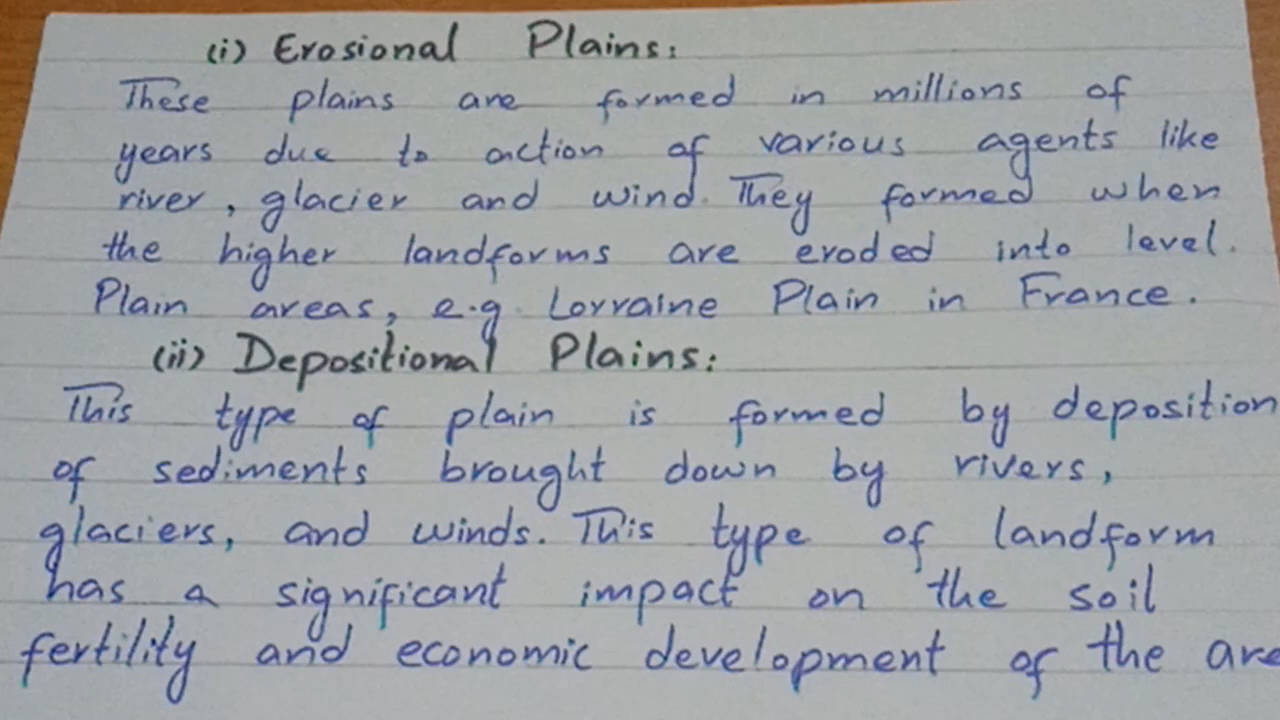 (i) Erosional Plains:
These plains are formed in millions of
years due to action of various agents like
river, glacier and wind. They formed when
the higher landforms are eroded into level.
Plain areas, e.g. Lorraine Plain in France.
(ii) Depositional Plains:
This type of plain is formed by deposition
of sediments brought down by rivers,
glaciers, and winds. This type of landform
has a significant impact on the soil
fertility and economic development of the